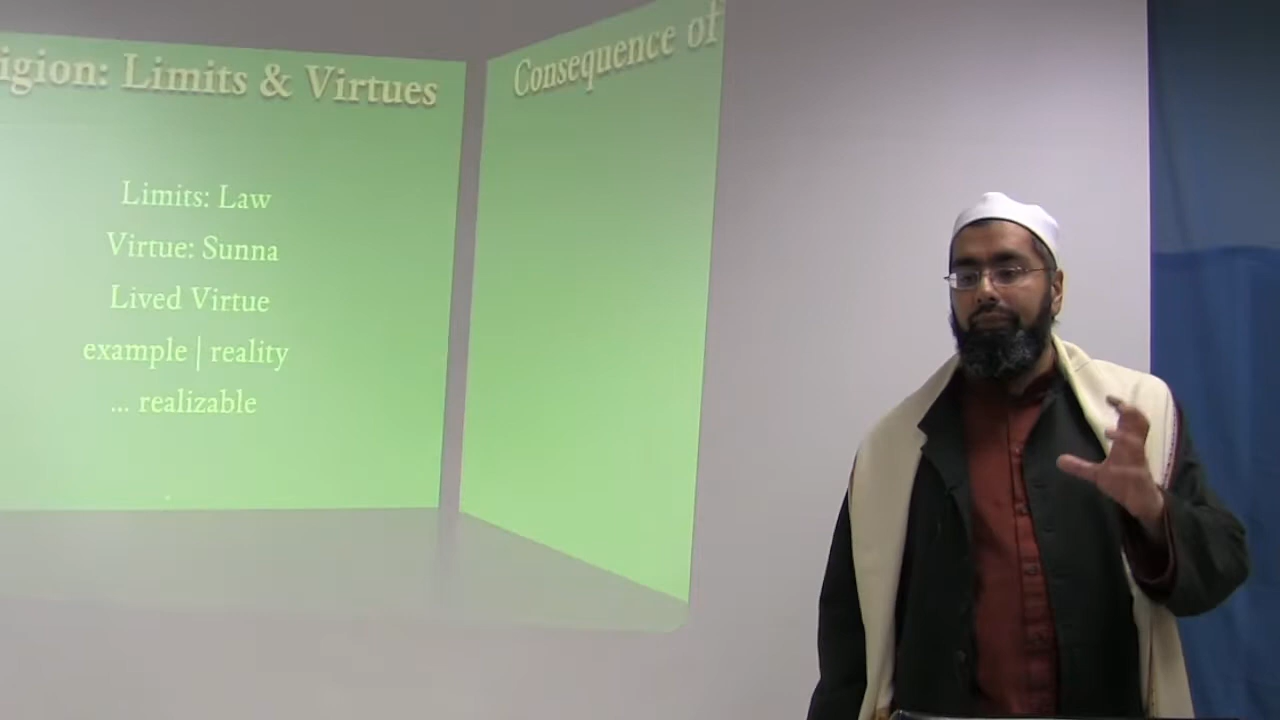 igion: Limits & Virtues
Limits: Law
Virtue: Sunna
Lived Virtue
example | reality
... realizable
Consequence of